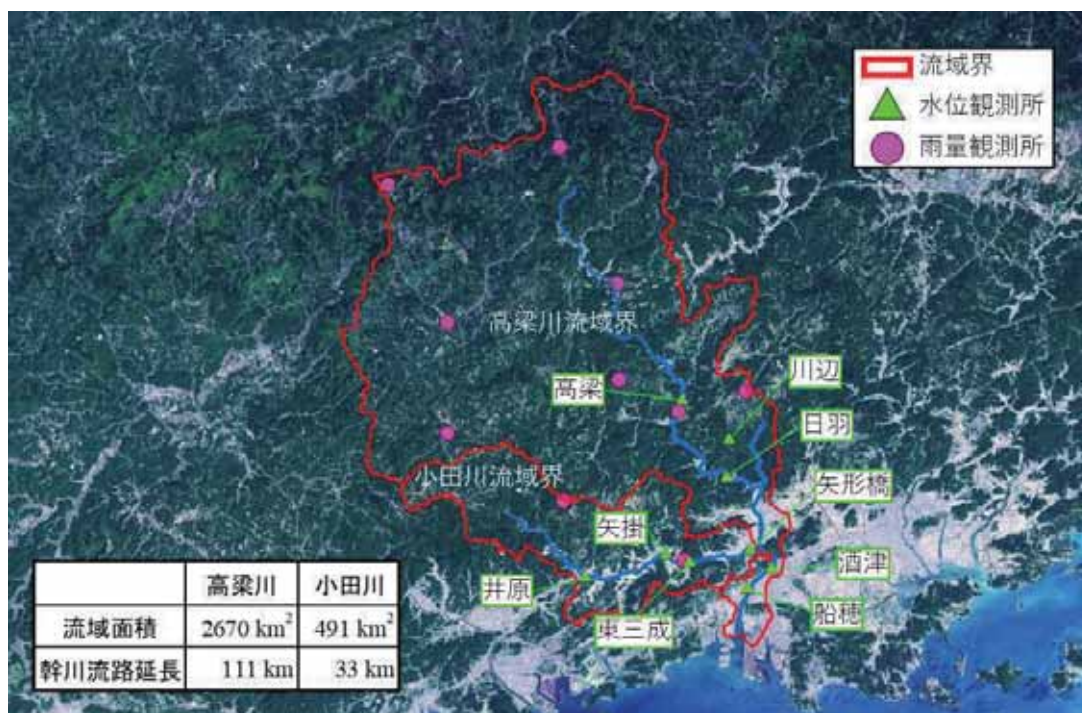 流域界
水位観測所
雨量観測所
高梁川流域界
川辺
高梁
日羽
小田川流域界
矢形橋
矢掛
酒津
井原
船穂
東三成
高梁川 小田川
流域面積 2670 km² 491 km²
幹川流路延長 111 km 33 km